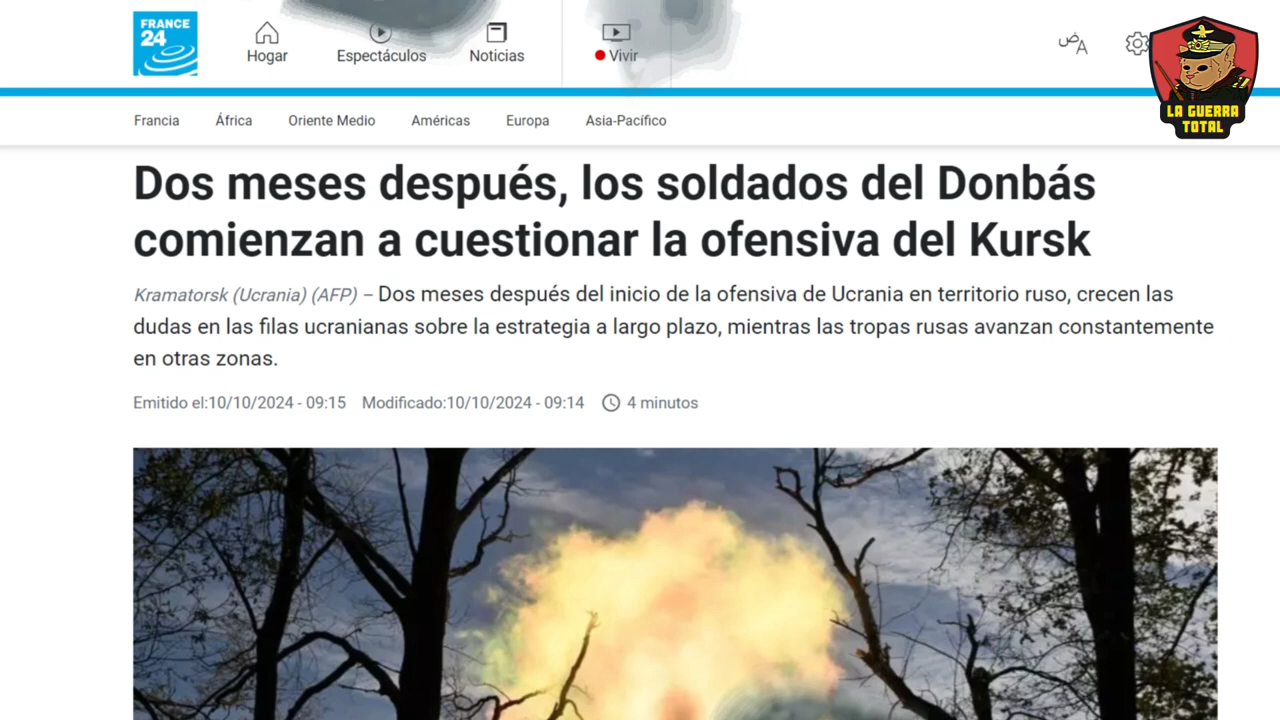 FRANCE
24
Hogar
Espectáculos
Noticias
Vivir
ض A
LA GUERRA
TOTAL
Francia
África
Oriente Medio
Américas
Europa
Asia-Pacífico
Dos meses después, los soldados del Donbás
comienzan a cuestionar la ofensiva del Kursk
Kramatorsk (Ucrania) (AFP) – Dos meses después del inicio de la ofensiva de Ucrania en territorio ruso, crecen las
dudas en las filas ucranianas sobre la estrategia a largo plazo, mientras las tropas rusas avanzan constantemente
en otras zonas.
Emitido el:10/10/2024 - 09:15 Modificado:10/10/2024 - 09:14 4 minutos